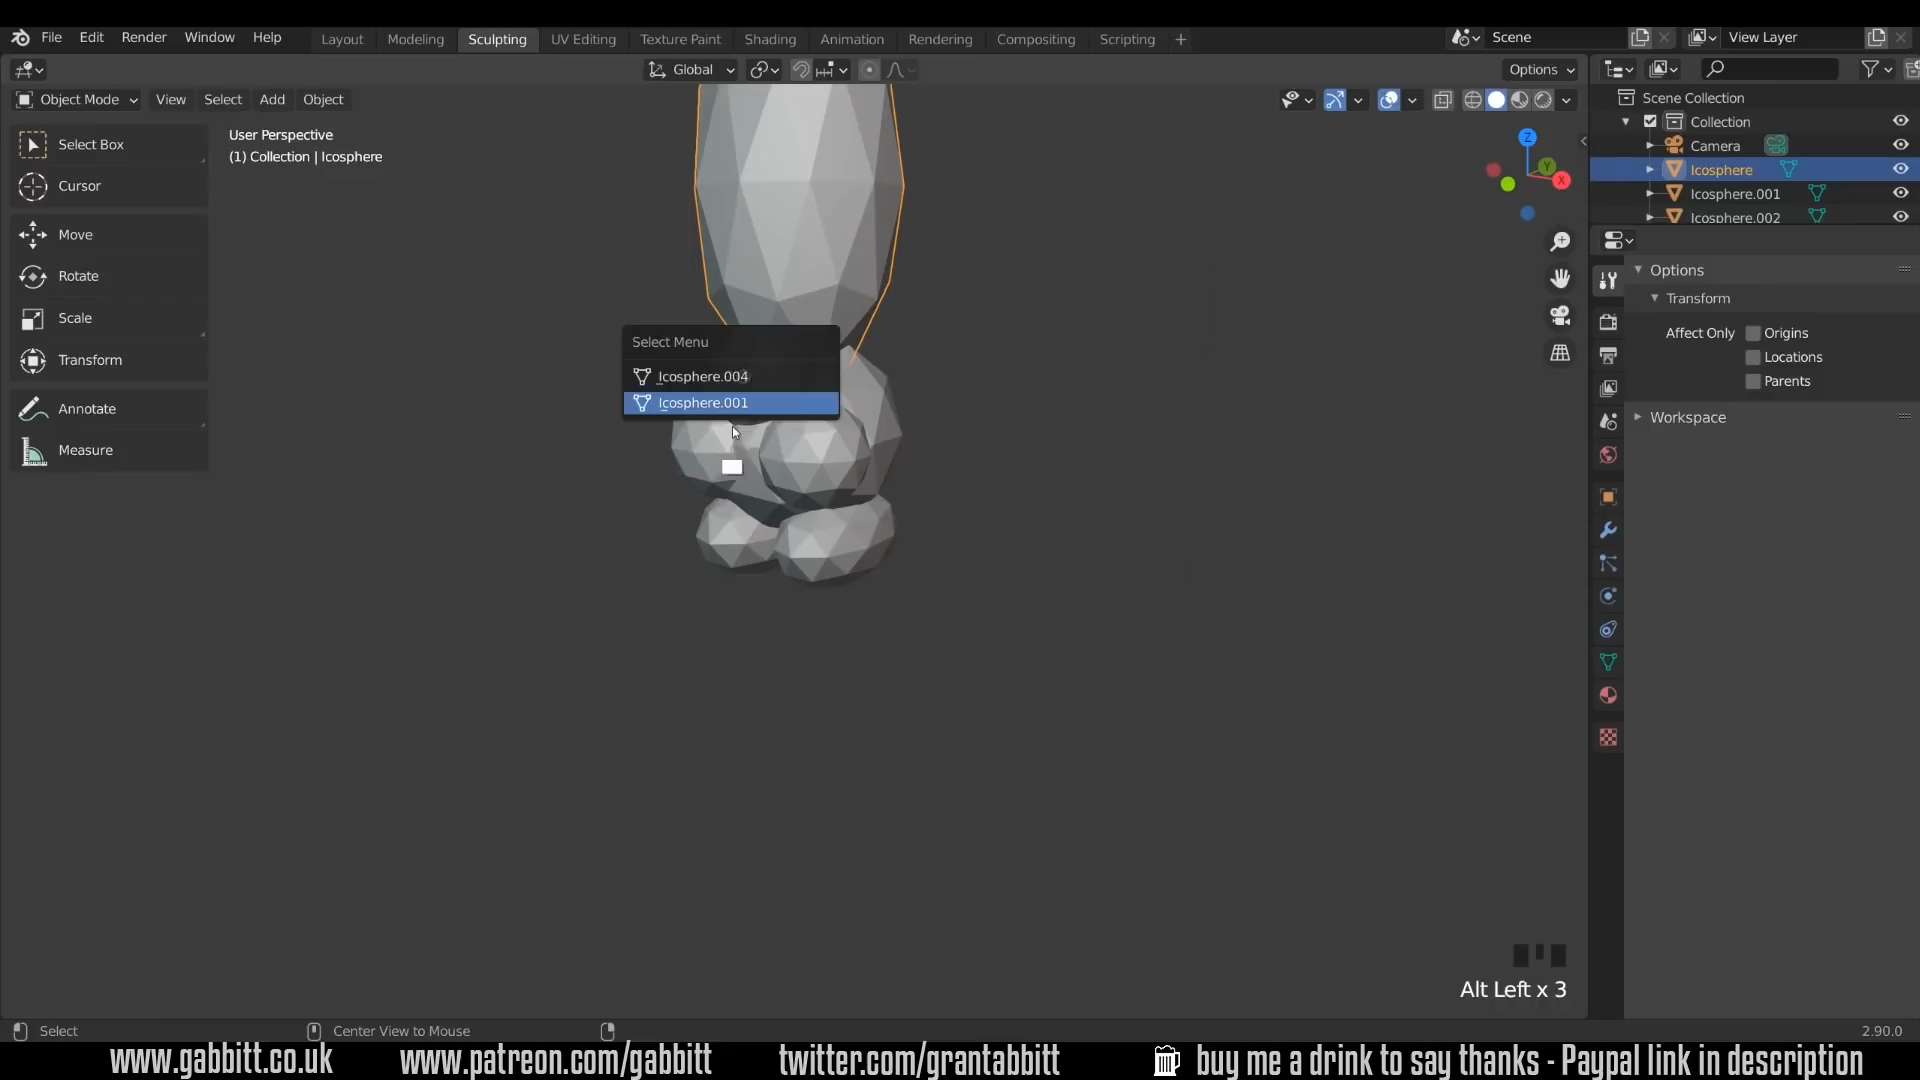 File Edit Render Window Help Layout Modeling Sculpting UV Editing Texture Paint Shading Animation Rendering Compositing Scripting + Scene View Layer
Global Options
Object Mode View Select Add Object
Scene Collection
Collection
Camera
Icosphere
Icosphere.001
Icosphere.002
Select Box
Cursor
Move
Rotate
Scale
Transform
Annotate
Measure
User Perspective
(1) Collection | Icosphere
Z
Y
X
Select Menu
Icosphere.004
Icosphere.001
Options
Transform
Affect Only Origins
Locations
Parents
Workspace
Alt Left x 3
Select Center View to Mouse 2.90.0
www.gabbitt.co.uk www.patreon.com/gabbitt twitter.com/grantabbitt buy me a drink to say thanks - Paypal link in description